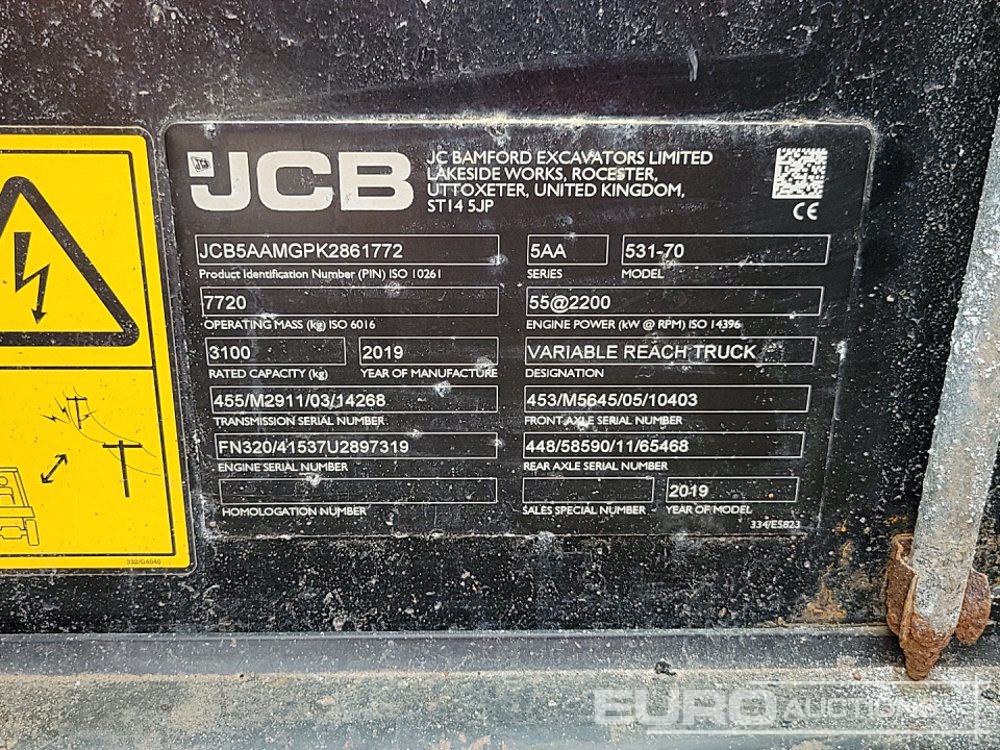 JCB
JC BAMFORD EXCAVATORS LIMITED
LAKESIDE WORKS, ROCESTER,
UTTOXETER, UNITED KINGDOM,
ST14 5JP
CE
JCB5AAMGPK2861772
Product Identification Number (PIN) ISO 10261
5AA
SERIES
531-70
MODEL
7720
OPERATING MASS (kg) ISO 6016
55@2200
ENGINE POWER (kW @ RPM) ISO 14396
3100
RATED CAPACITY (kg)
2019
YEAR OF MANUFACTURE
VARIABLE REACH TRUCK
DESIGNATION
455/M2911/03/14268
TRANSMISSION SERIAL NUMBER
453/M5645/05/10403
FRONT AXLE SERIAL NUMBER
FN320/41537U2897319
ENGINE SERIAL NUMBER
448/58590/11/65468
REAR AXLE SERIAL NUMBER
HOMOLOGATION NUMBER
SALES SPECIAL NUMBER
2019
YEAR OF MODEL
334/E5823
332/G4040
EURO AUCTIONS